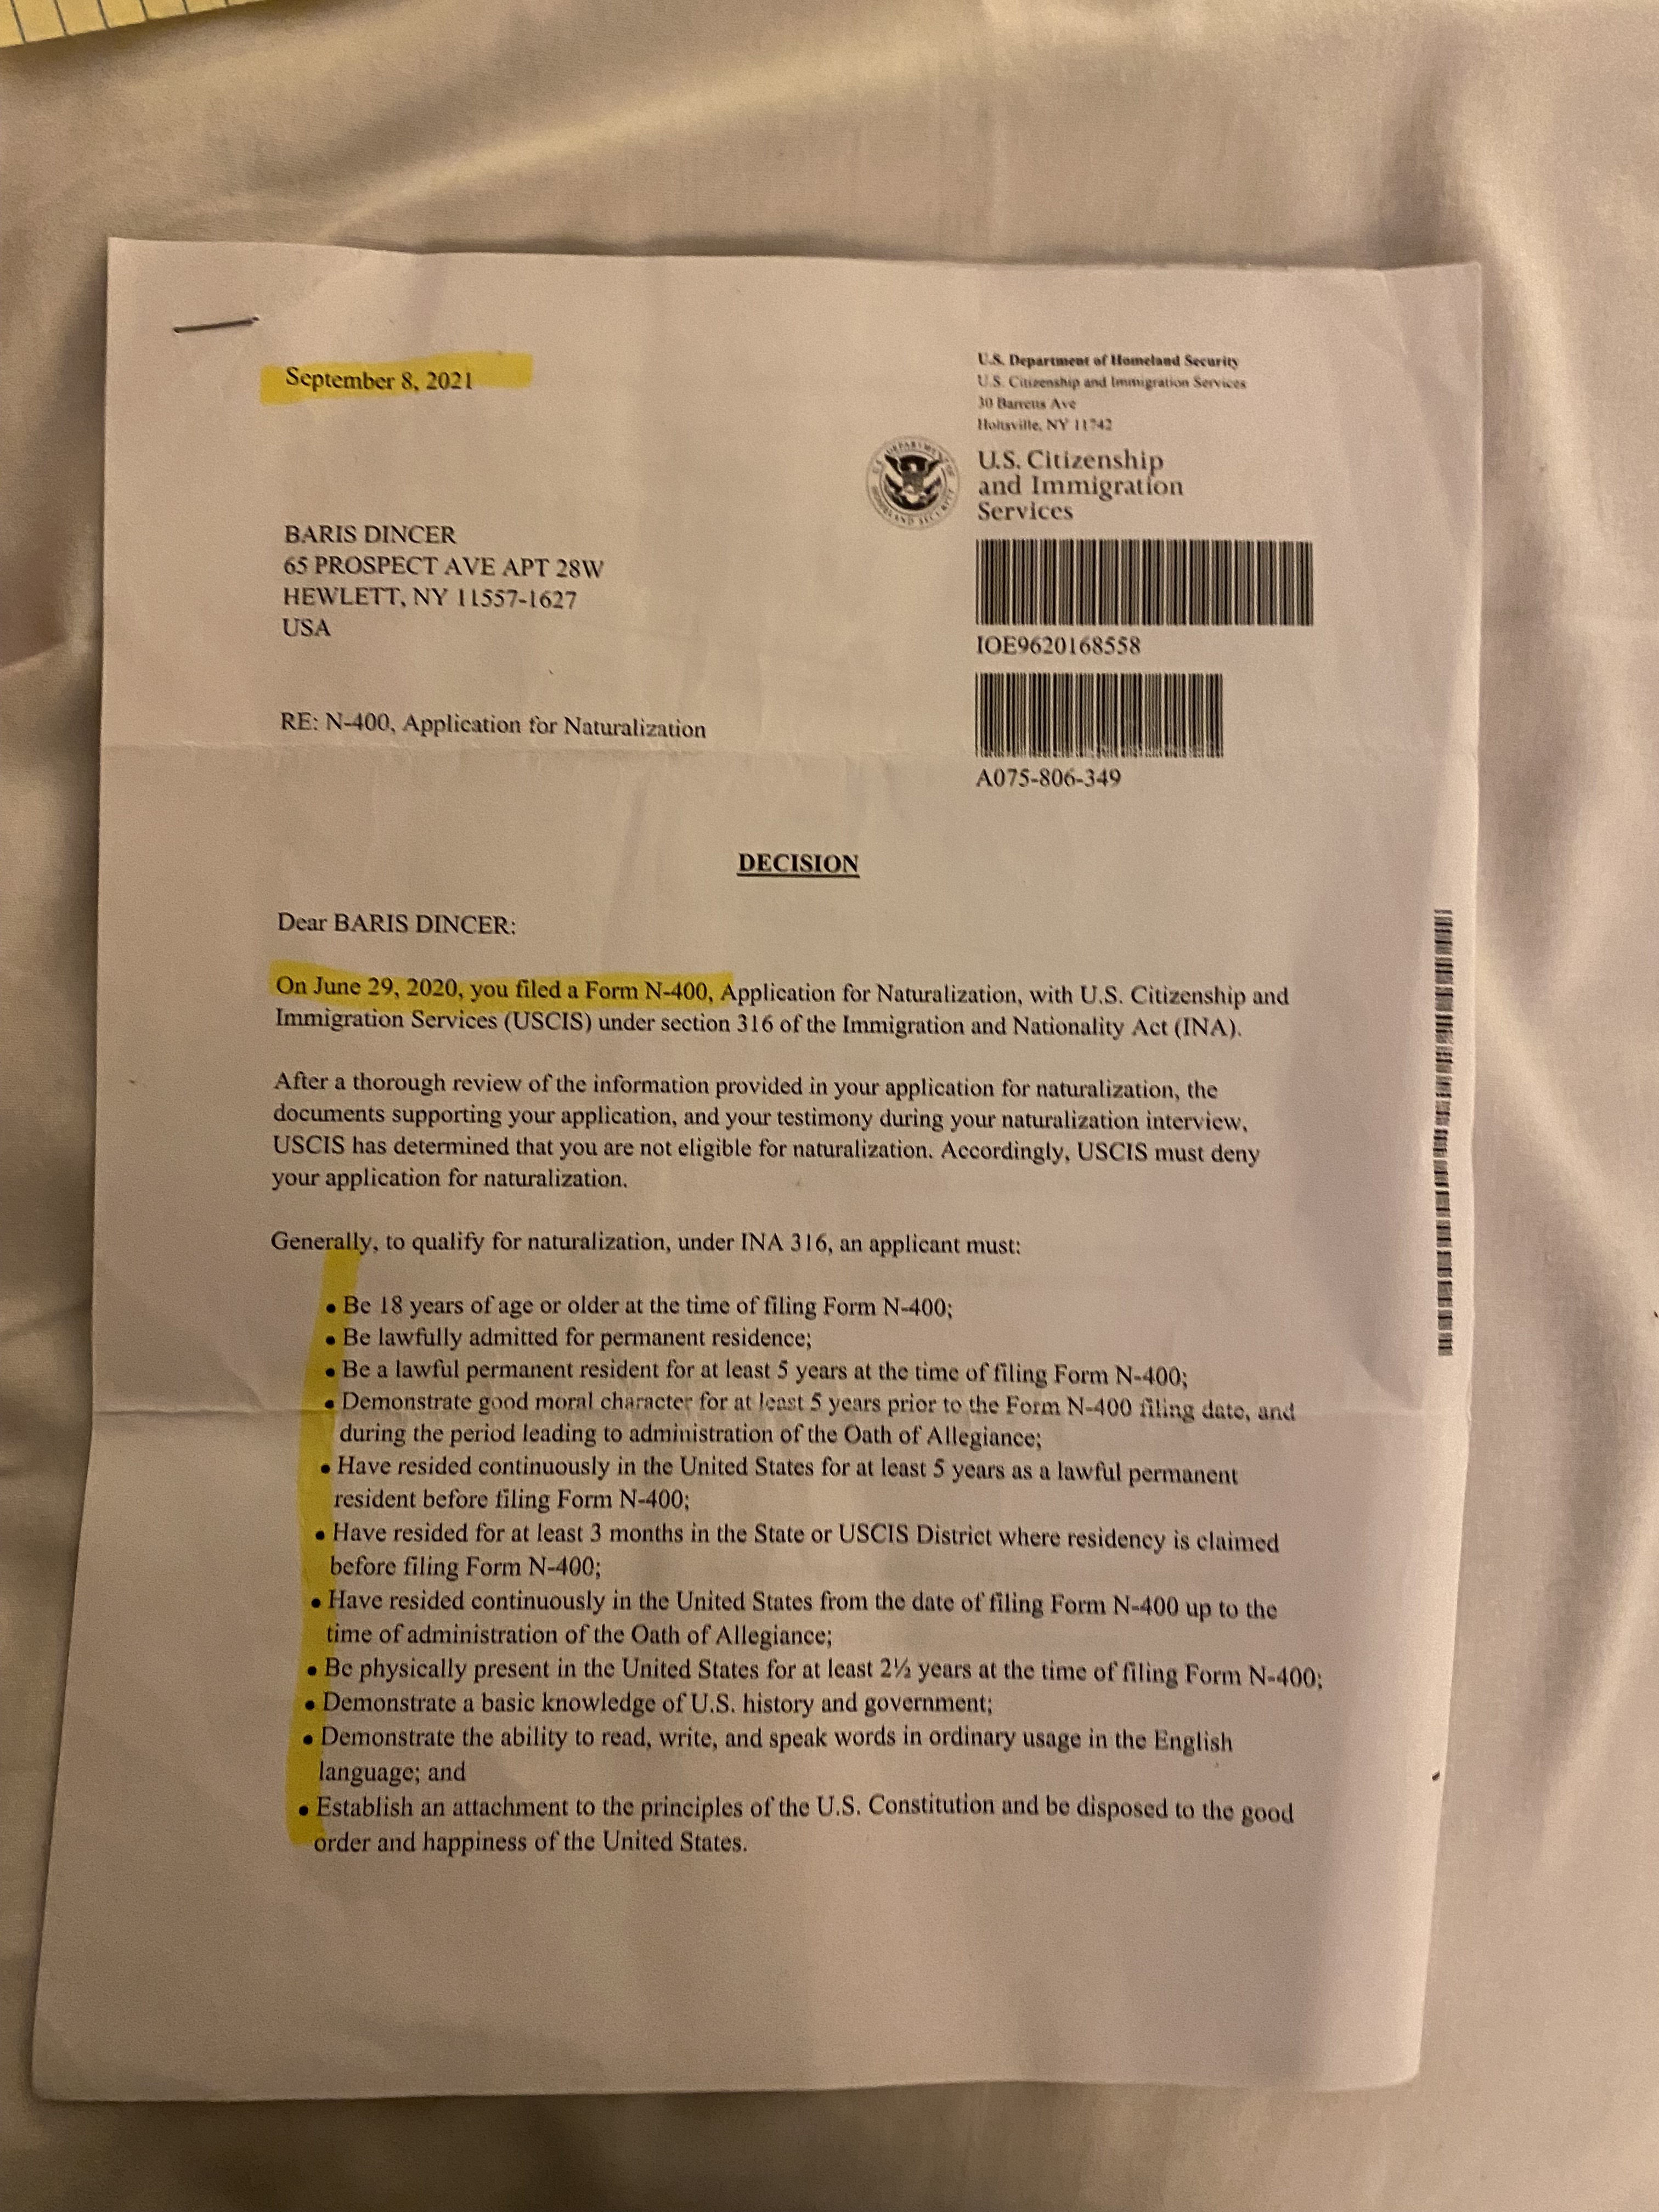 September 8, 2021
U.S. Department of Homeland Security
U.S. Citizenship and Immigration Services
30 Barretts Ave
Holtsville, NY 11742
U.S. Citizenship
and Immigration
Services
BARIS DINCER
65 PROSPECT AVE APT 28W
HEWLETT, NY 11557-1627
USA
IOE9620168558
RE: N-400, Application for Naturalization
A075-806-349
DECISION
Dear BARIS DINCER:
On June 29, 2020, you filed a Form N-400, Application for Naturalization, with U.S. Citizenship and
Immigration Services (USCIS) under section 316 of the Immigration and Nationality Act (INA).
After a thorough review of the information provided in your application for naturalization, the
documents supporting your application, and your testimony during your naturalization interview,
USCIS has determined that you are not eligible for naturalization. Accordingly, USCIS must deny
your application for naturalization.
Generally, to qualify for naturalization, under INA 316, an applicant must:
• Be 18 years of age or older at the time of filing Form N-400;
• Be lawfully admitted for permanent residence;
• Be a lawful permanent resident for at least 5 years at the time of filing Form N-400;
• Demonstrate good moral character for at least 5 years prior to the Form N-400 filing date, and
during the period leading to administration of the Oath of Allegiance;
• Have resided continuously in the United States for at least 5 years as a lawful permanent
resident before filing Form N-400;
• Have resided for at least 3 months in the State or USCIS District where residency is claimed
before filing Form N-400;
• Have resided continuously in the United States from the date of filing Form N-400 up to the
time of administration of the Oath of Allegiance;
• Be physically present in the United States for at least 2½ years at the time of filing Form N-400;
• Demonstrate a basic knowledge of U.S. history and government;
• Demonstrate the ability to read, write, and speak words in ordinary usage in the English
language; and
• Establish an attachment to the principles of the U.S. Constitution and be disposed to the good
order and happiness of the United States.